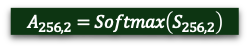 A₂₅₆,₂ = Softmax(S₂₅₆,₂)